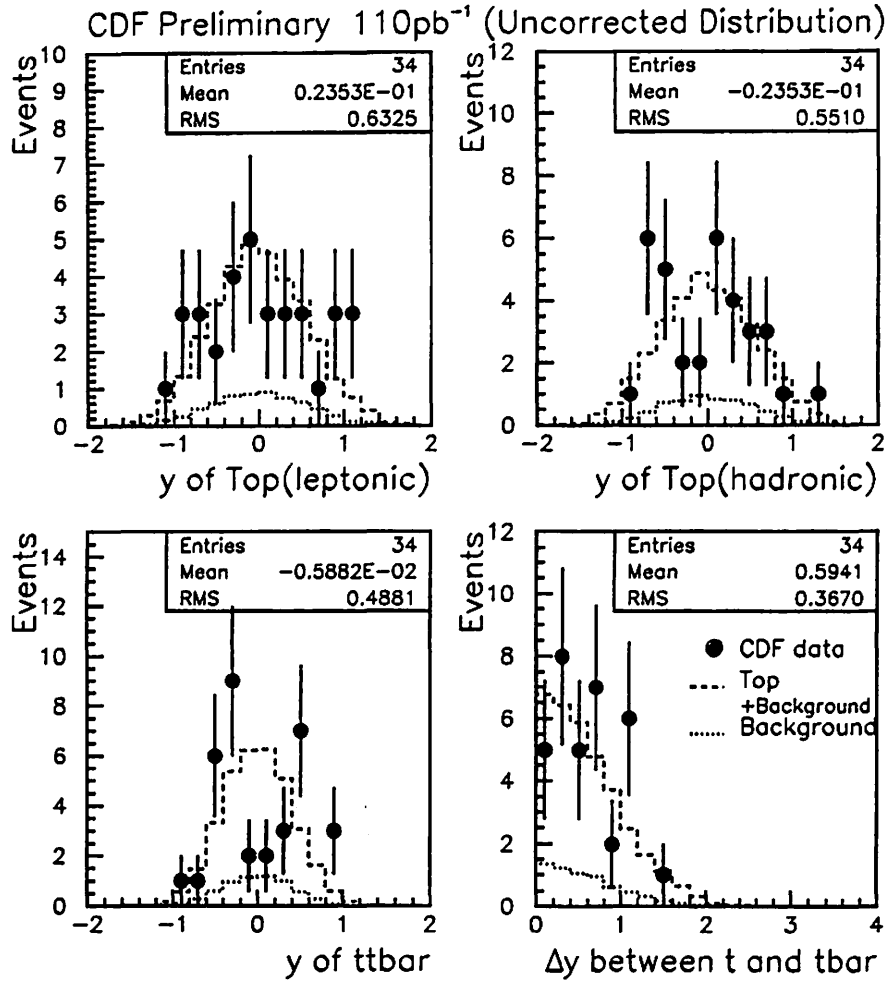 CDF Preliminary 110pb⁻¹ (Uncorrected Distribution)
Events
10
9
8
7
6
5
4
3
2
1
0
-2 -1 0 1 2
Entries 34
Mean 0.2353E-01
RMS 0.6325
y of Top(leptonic)
Events
12
10
8
6
4
2
0
-2 -1 0 1 2
Entries 34
Mean -0.2353E-01
RMS 0.5510
y of Top(hadronic)
Events
14
12
10
8
6
4
2
0
-2 -1 0 1 2
Entries 34
Mean -0.5882E-02
RMS 0.4881
y of ttbar
Events
12
10
8
6
4
2
0
0 1 2 3 4
Entries 34
Mean 0.5941
RMS 0.3670
CDF data
Top
+Background
Background
Δy between t and tbar